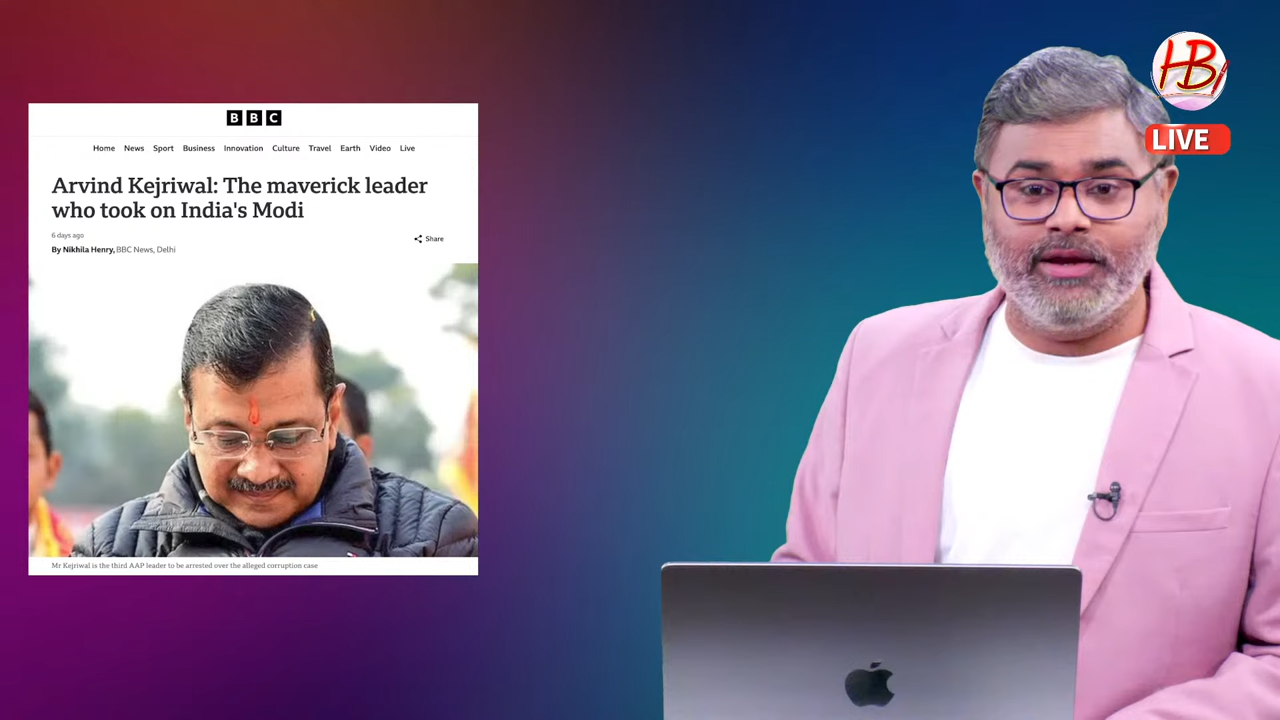 BBC
Home News Sport Business Innovation Culture Travel Earth Video Live
Arvind Kejriwal: The maverick leader
who took on India's Modi
6 days ago
Share
By Nikhila Henry, BBC News, Delhi
Mr Kejriwal is the third AAP leader to be arrested over the alleged corruption case
HB
LIVE